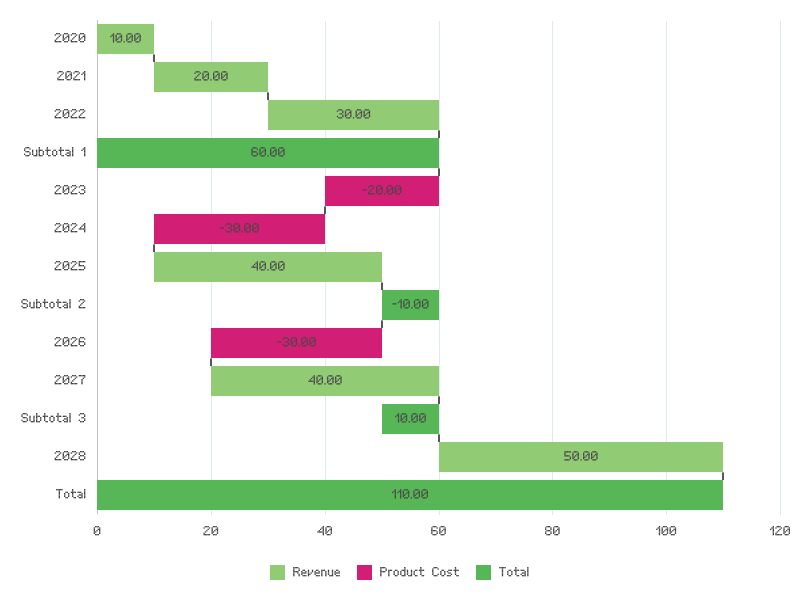 2020 10.00
2021 20.00
2022 30.00
Subtotal 1 60.00
2023 -20.00
2024 -30.00
2025 40.00
Subtotal 2 -10.00
2026 -30.00
2027 40.00
Subtotal 3 10.00
2028 50.00
Total 110.00
0 20 40 60 80 100 120
Revenue Product Cost Total